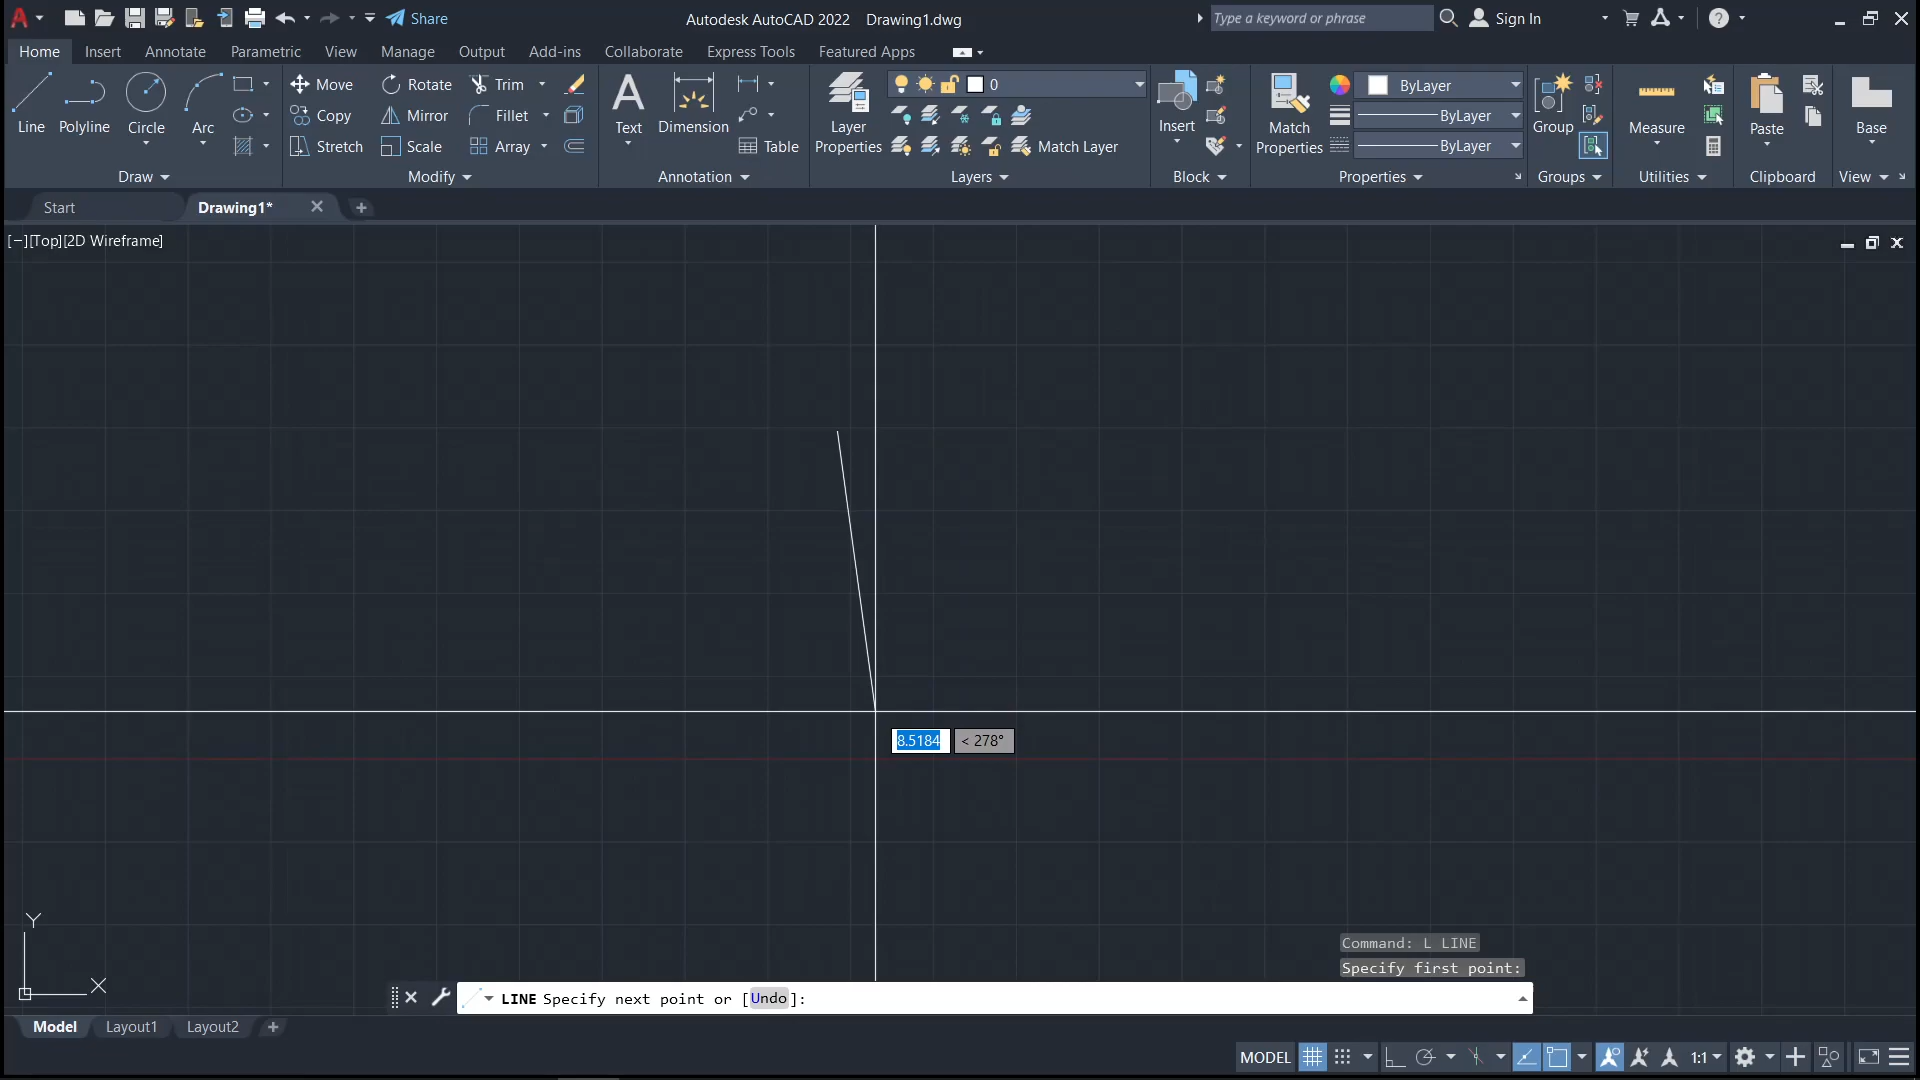 Share
Autodesk AutoCAD 2022 Drawing1.dwg
Type a keyword or phrase
Sign In
Home Insert Annotate Parametric View Manage Output Add-ins Collaborate Express Tools Featured Apps
Line Polyline Circle Arc
Move Rotate Trim
Copy Mirror Fillet
Stretch Scale Array
Text Dimension
Table
Layer
Properties
0
Match Layer
Insert
Match
Properties
ByLayer
ByLayer
ByLayer
Group
Measure
Paste
Base
Draw Modify Annotation Layers Block Properties Groups Utilities Clipboard View
Start Drawing1*
[−][Top][2D Wireframe]
8.5184 < 278°
Y
X
Command: L LINE
Specify first point:
LINE Specify next point or [Undo]:
Model Layout1 Layout2
MODEL 1:1